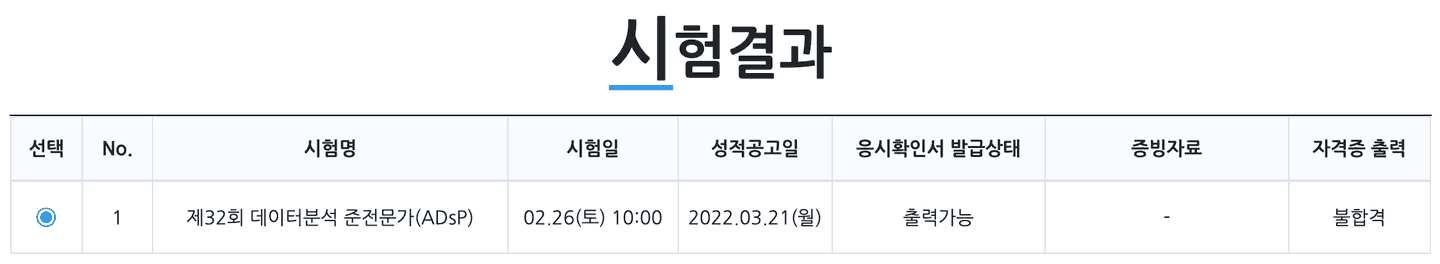 시험결과
선택 No. 시험명 시험일 성적공고일 응시확인서 발급상태 증빙자료 자격증 출력
1 제32회 데이터분석 준전문가(ADsP) 02.26(토) 10:00 2022.03.21(월) 출력가능 - 불합격